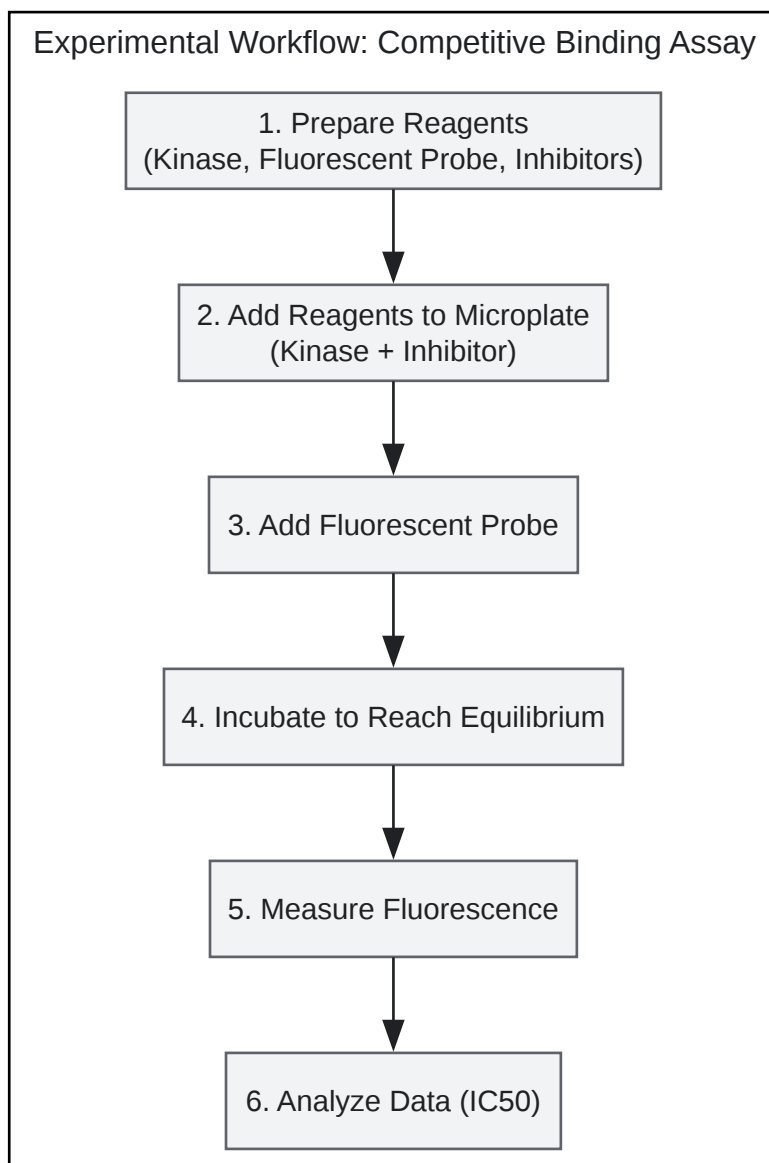 Experimental Workflow: Competitive Binding Assay
1. Prepare Reagents
(Kinase, Fluorescent Probe, Inhibitors)
2. Add Reagents to Microplate
(Kinase + Inhibitor)
3. Add Fluorescent Probe
4. Incubate to Reach Equilibrium
5. Measure Fluorescence
6. Analyze Data (IC50)